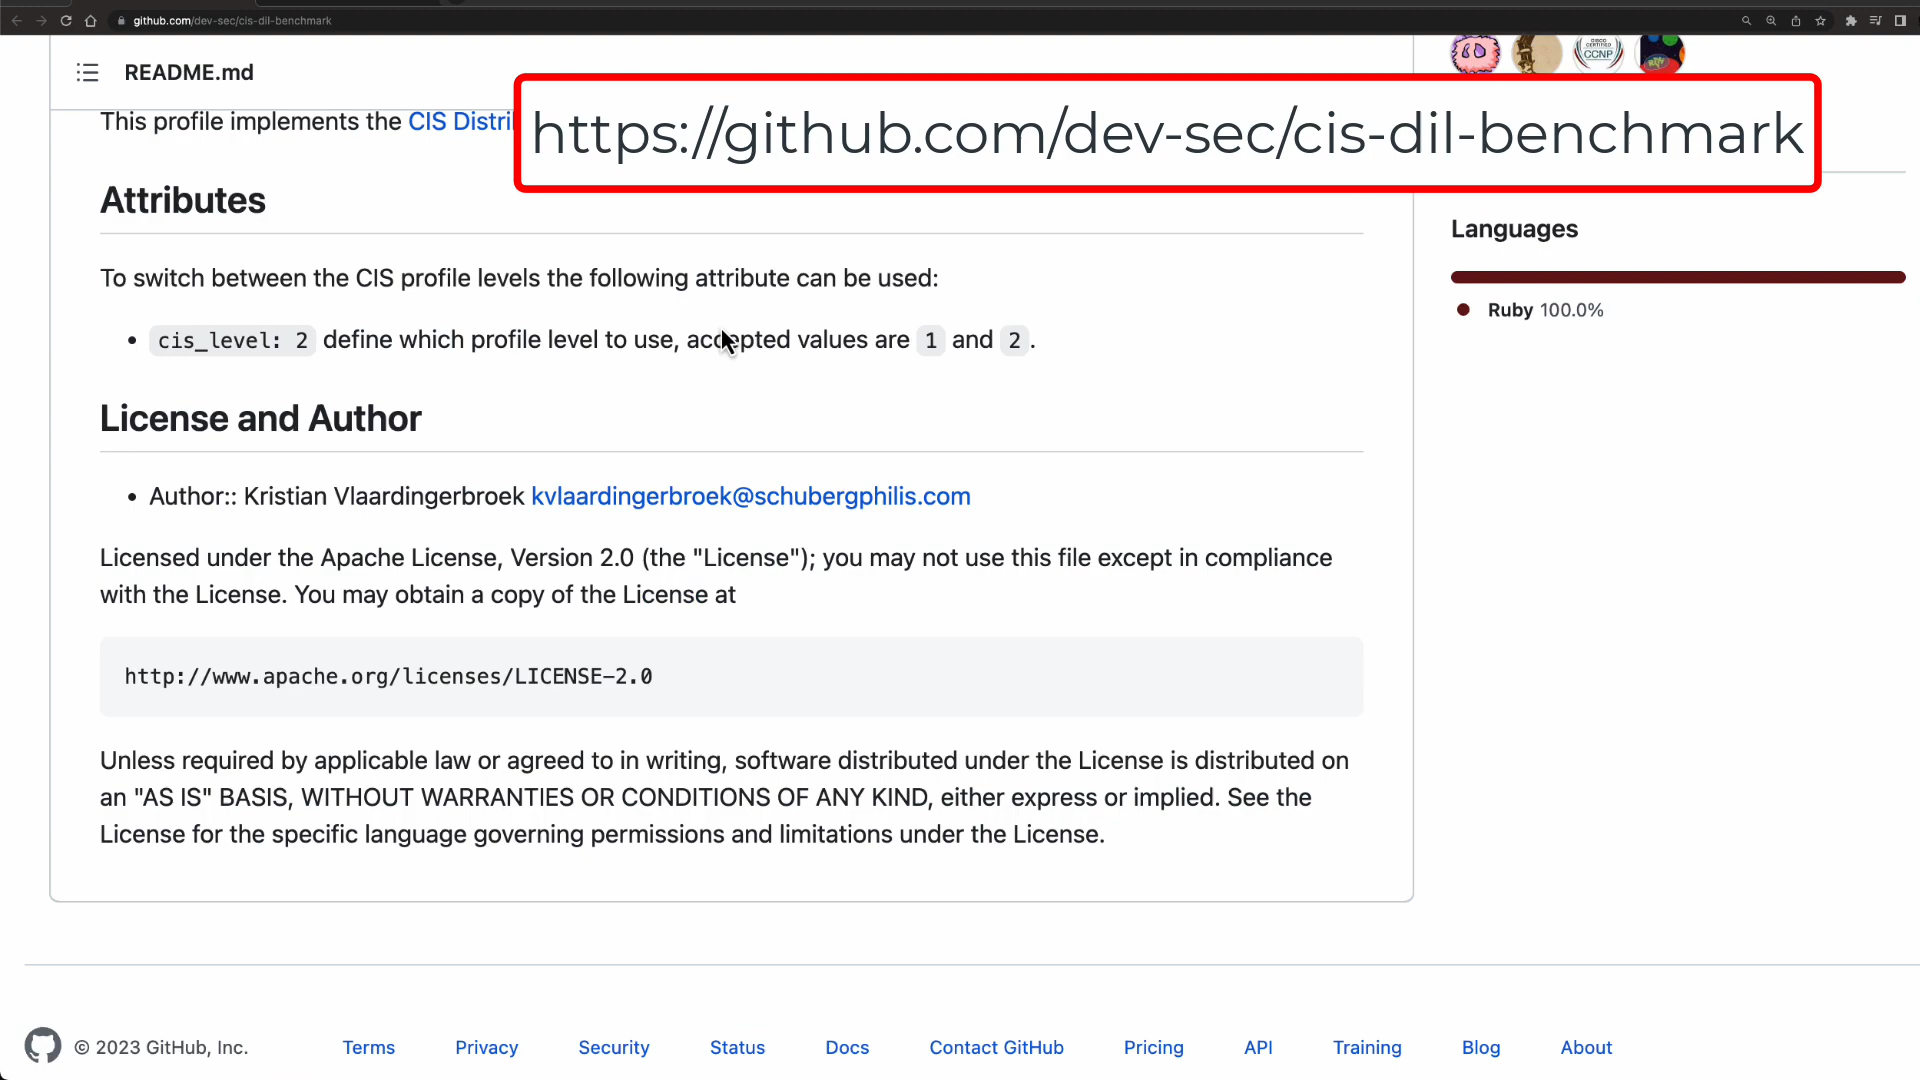 github.com/dev-sec/cis-dil-benchmark
README.md
CISCO CERTIFIED
CCNP
This profile implements the CIS Distri
https://github.com/dev-sec/cis-dil-benchmark
Attributes
Languages
To switch between the CIS profile levels the following attribute can be used:
Ruby 100.0%
cis_level: 2 define which profile level to use, accepted values are 1 and 2.
License and Author
Author:: Kristian Vlaardingerbroek kvlaardingerbroek@schubergphilis.com
Licensed under the Apache License, Version 2.0 (the "License"); you may not use this file except in compliance
with the License. You may obtain a copy of the License at
http://www.apache.org/licenses/LICENSE-2.0
Unless required by applicable law or agreed to in writing, software distributed under the License is distributed on
an "AS IS" BASIS, WITHOUT WARRANTIES OR CONDITIONS OF ANY KIND, either express or implied. See the
License for the specific language governing permissions and limitations under the License.
© 2023 GitHub, Inc. Terms Privacy Security Status Docs Contact GitHub Pricing API Training Blog About